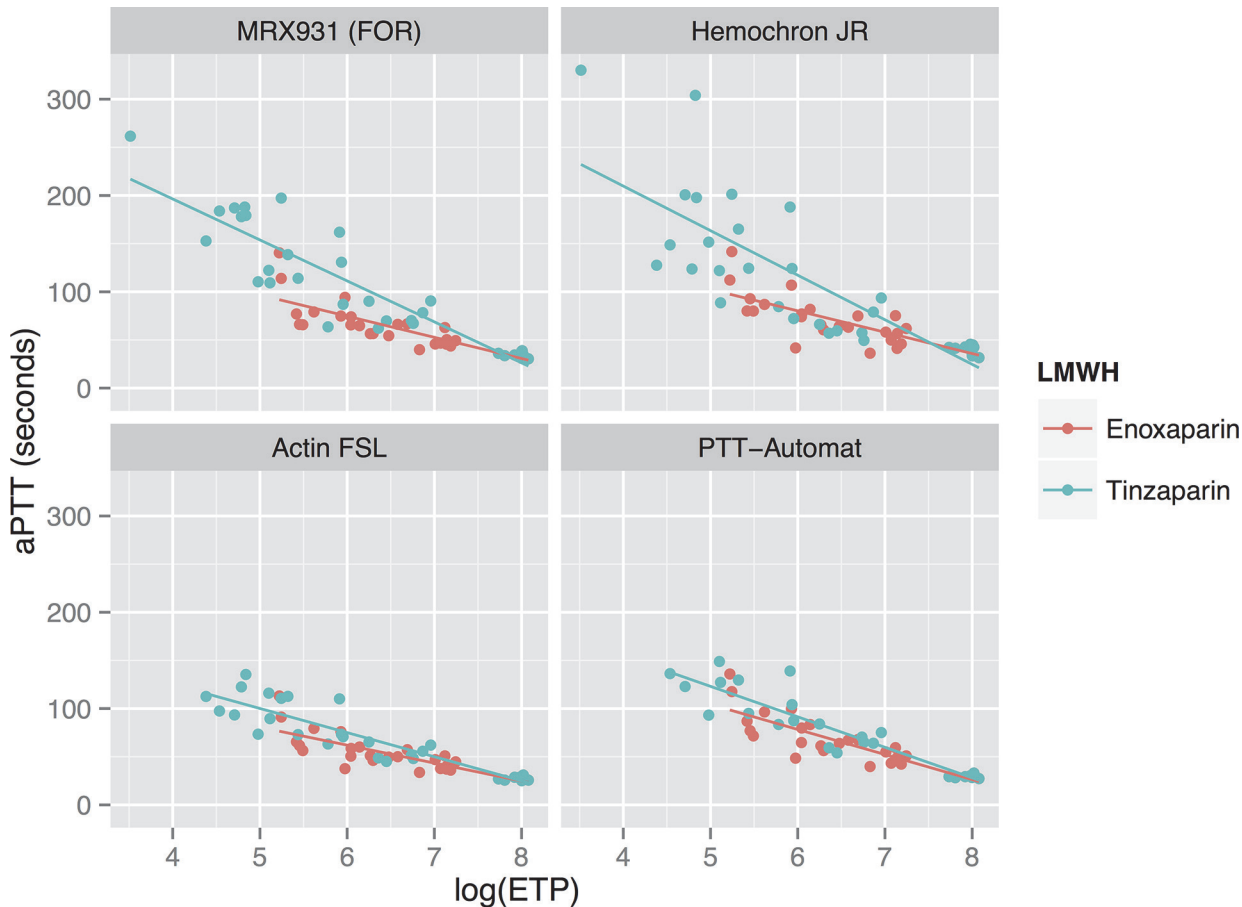 MRX931 (FOR)
Hemochron JR
300
200
100
0
Actin FSL
PTT−Automat
300
200
100
0
4 5 6 7 8
4 5 6 7 8
log(ETP)
aPTT (seconds)
LMWH
Enoxaparin
Tinzaparin